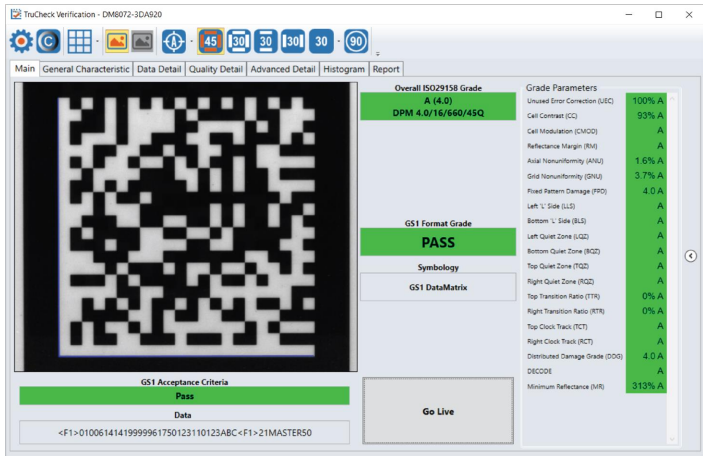 TruCheck Verification - DM8072-3DA920
A 45 30 30 30 30 90
Main General Characteristic Data Detail Quality Detail Advanced Detail Histogram Report
Overall ISO29158 Grade
A (4.0)
DPM 4.0/16/660/45Q
GS1 Format Grade
PASS
Symbology
GS1 DataMatrix
Go Live
GS1 Acceptance Criteria
Pass
Data
<F1>01006141419999961750123110123ABC<F1>21MASTER50
Grade Parameters
Unused Error Correction (UEC) 100% A
Cell Contrast (CC) 93% A
Cell Modulation (CMOD) A
Reflectance Margin (RM) A
Axial Nonuniformity (ANU) 1.6% A
Grid Nonuniformity (GNU) 3.7% A
Fixed Pattern Damage (FPD) 4.0 A
Left 'L' Side (LLS) A
Bottom 'L' Side (BLS) A
Left Quiet Zone (LQZ) A
Bottom Quiet Zone (BQZ) A
Top Quiet Zone (TQZ) A
Right Quiet Zone (RQZ) A
Top Transition Ratio (TTR) 0% A
Right Transition Ratio (RTR) 0% A
Top Clock Track (TCT) A
Right Clock Track (RCT) A
Distributed Damage Grade (DDG) 4.0 A
DECODE A
Minimum Reflectance (MR) 313% A